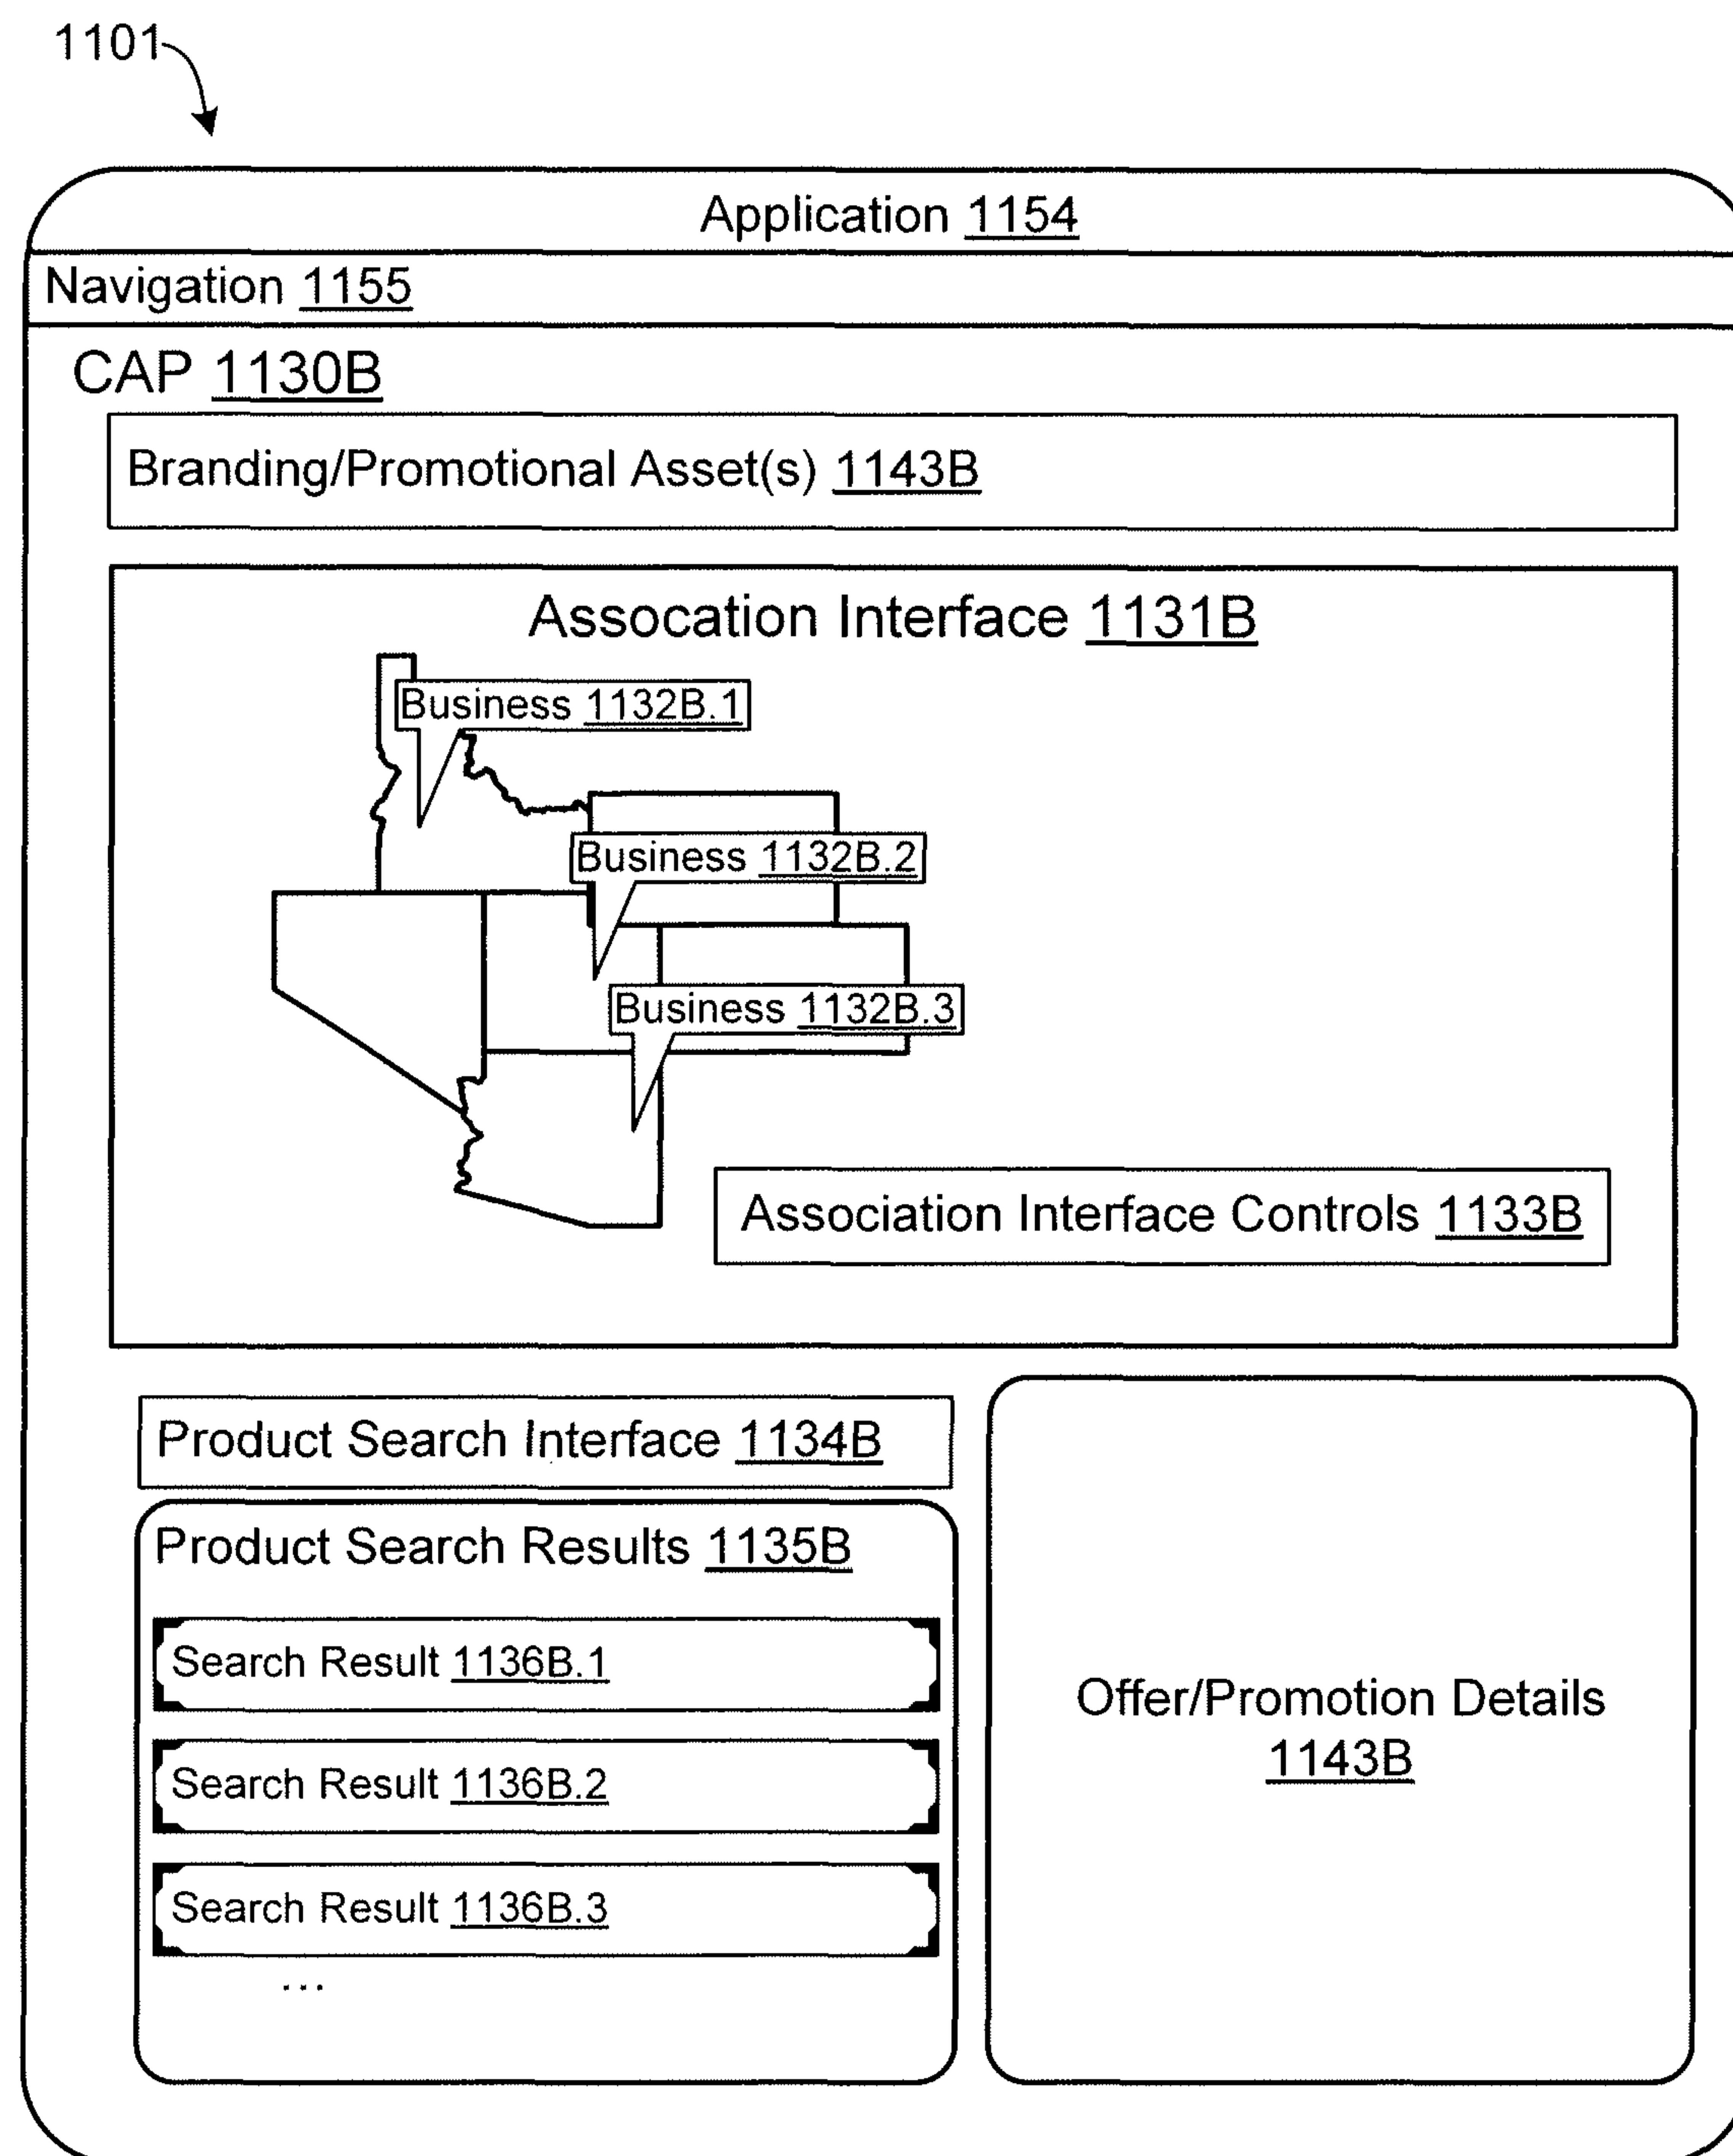 1101
Application 1154
Navigation 1155
CAP 1130B
Branding/Promotional Asset(s) 1143B
Assocation Interface 1131B
Business 1132B.1
Business 1132B.2
Business 1132B.3
Association Interface Controls 1133B
Product Search Interface 1134B
Product Search Results 1135B
Search Result 1136B.1
Search Result 1136B.2
Search Result 1136B.3
...
Offer/Promotion Details
1143B